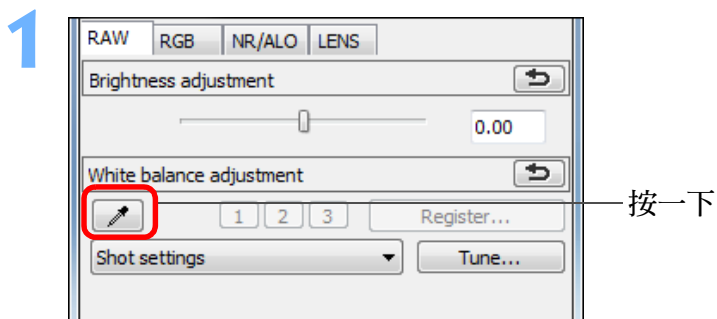 1
RAW RGB NR/ALO LENS
Brightness adjustment
0.00
White balance adjustment
1 2 3 Register...
按一下
Shot settings Tune...